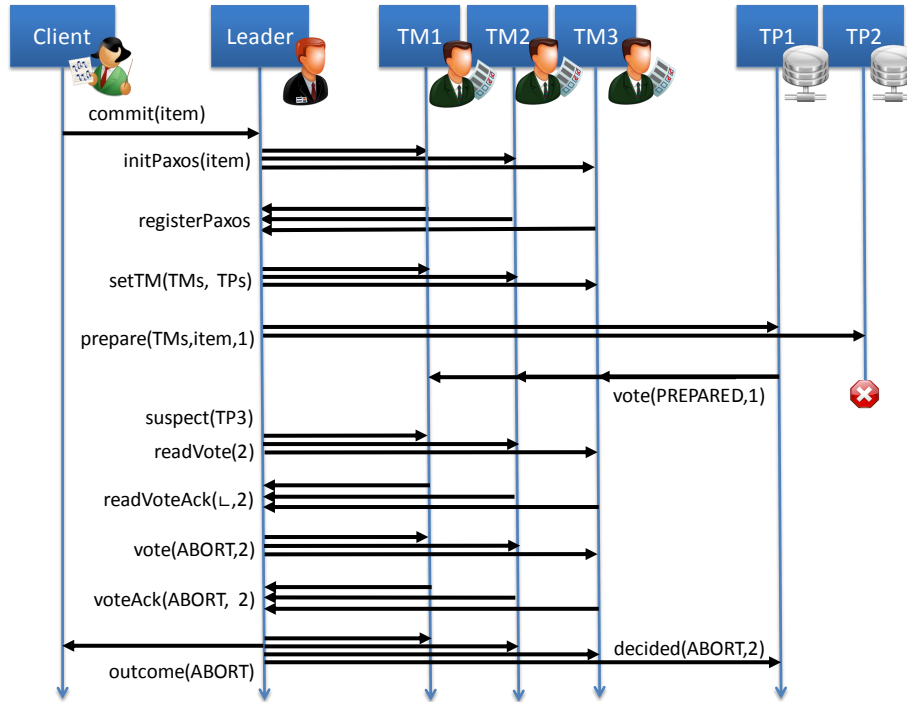 Client
Leader
TM1
TM2
TM3
TP1
TP2
commit(item)
initPaxos(item)
registerPaxos
setTM(TMs, TPs)
prepare(TMs,item,1)
vote(PREPARED,1)
suspect(TP3)
readVote(2)
readVoteAck(∟,2)
vote(ABORT,2)
voteAck(ABORT, 2)
decided(ABORT,2)
outcome(ABORT)